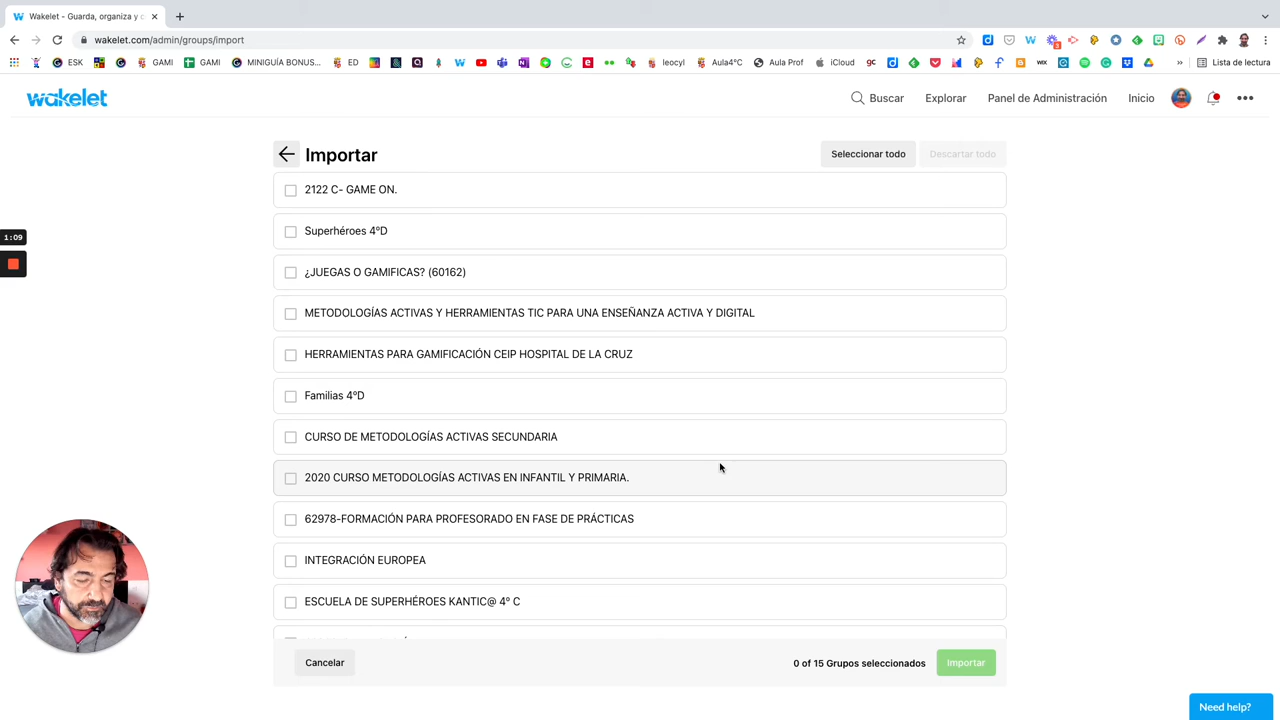 Wakelet - Guarda, organiza y c
wakelet.com/admin/groups/import
ESK
GAMI
GAMI
MINIGUÍA BONUS...
ED
leocyl
Aula4°C
Aula Prof
iCloud
gc
WIX
»
Lista de lectura
wakelet
Buscar
Explorar
Panel de Administración
Inicio
Importar
Seleccionar todo
Descartar todo
2122 C- GAME ON.
1:09
Superhéroes 4ºD
¿JUEGAS O GAMIFICAS? (60162)
METODOLOGÍAS ACTIVAS Y HERRAMIENTAS TIC PARA UNA ENSEÑANZA ACTIVA Y DIGITAL
HERRAMIENTAS PARA GAMIFICACIÓN CEIP HOSPITAL DE LA CRUZ
Familias 4ºD
CURSO DE METODOLOGÍAS ACTIVAS SECUNDARIA
2020 CURSO METODOLOGÍAS ACTIVAS EN INFANTIL Y PRIMARIA.
62978-FORMACIÓN PARA PROFESORADO EN FASE DE PRÁCTICAS
INTEGRACIÓN EUROPEA
ESCUELA DE SUPERHÉROES KANTIC@ 4º C
Cancelar
0 of 15 Grupos seleccionados
Importar
Need help?